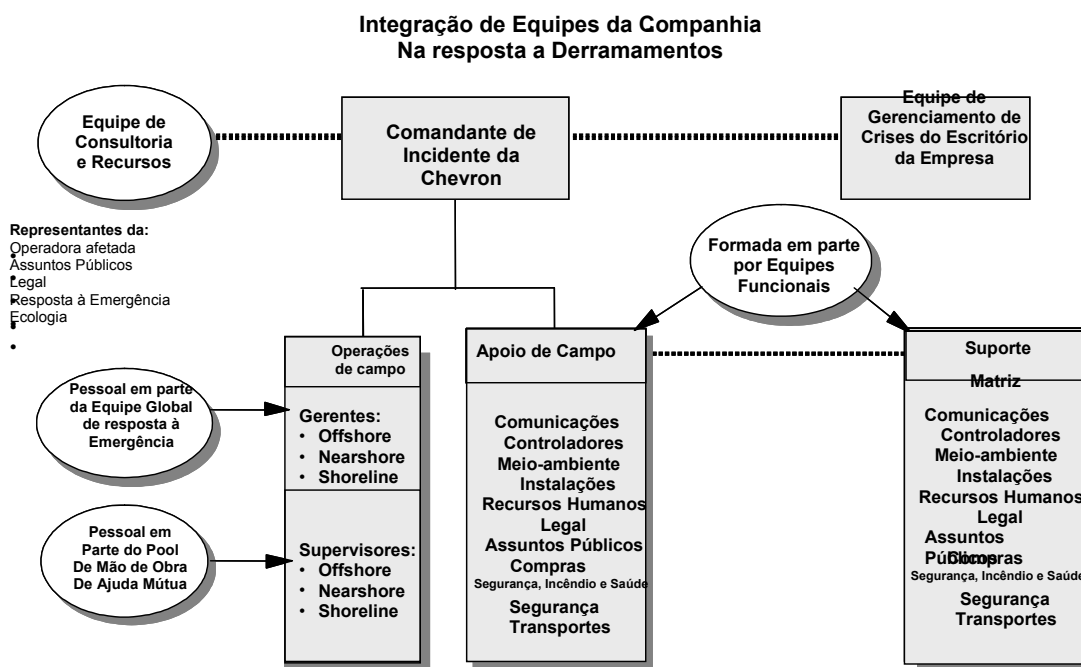 Integração de Equipes da Companhia
Na resposta a Derramamentos
Equipe de
Consultoria
e Recursos
Comandante de
Incidente da
Chevron
Equipe de
Gerenciamento de
Crises do Escritório
da Empresa
Representantes da:
Operadora afetada
Assuntos Públicos
Legal
Resposta à Emergência
Ecologia
Formada em parte
por Equipes
Funcionais
Pessoal em parte
da Equipe Global
de resposta à
Emergência
Pessoal em
Parte do Pool
De Mão de Obra
De Ajuda Mútua
Operações
de campo
Gerentes:
• Offshore
• Nearshore
• Shoreline
Supervisores:
• Offshore
• Nearshore
• Shoreline
Apoio de Campo
Comunicações
Controladores
Meio-ambiente
Instalações
Recursos Humanos
Legal
Assuntos Públicos
Compras
Segurança, Incêndio e Saúde
Segurança
Transportes
Suporte
Matriz
Comunicações
Controladores
Meio-ambiente
Instalações
Recursos Humanos
Legal
Assuntos
Públicos
Compras
Segurança, Incêndio e Saúde
Segurança
Transportes